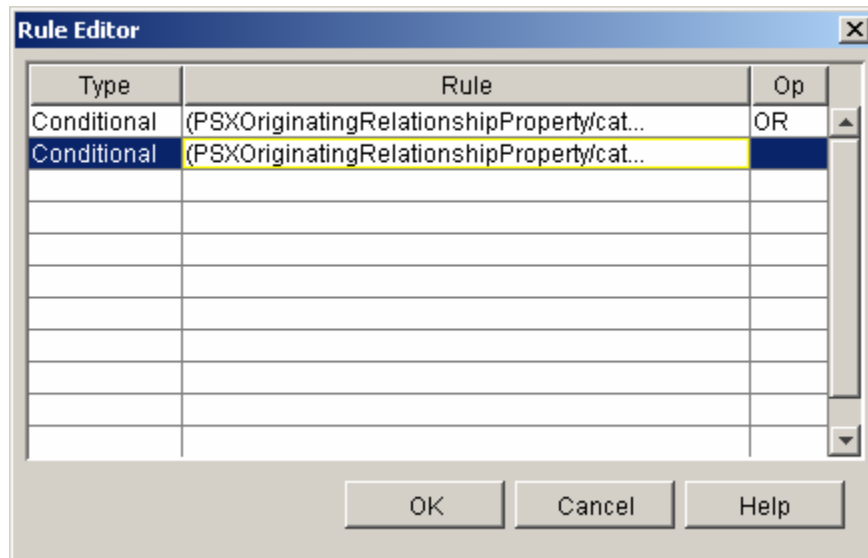 Rule Editor
Type Rule Op
Conditional (PSXOriginatingRelationshipProperty/cat... OR
Conditional (PSXOriginatingRelationshipProperty/cat...
OK Cancel Help